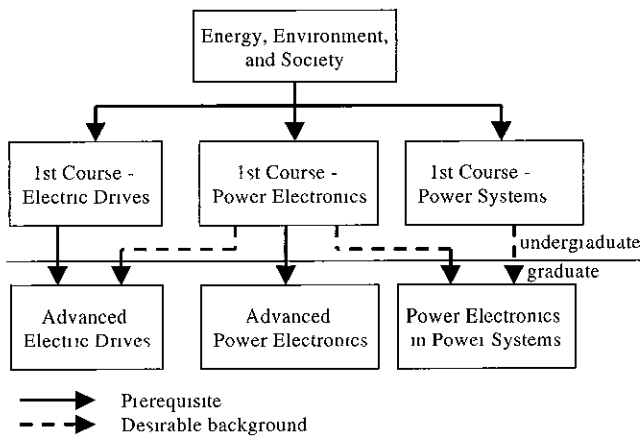 Energy, Environment,
and Society
1st Course -
Electric Drives
1st Course -
Power Electronics
1st Course -
Power Systems
undergraduate
graduate
Advanced
Electric Drives
Advanced
Power Electronics
Power Electronics
in Power Systems
Prerequisite
Desirable background